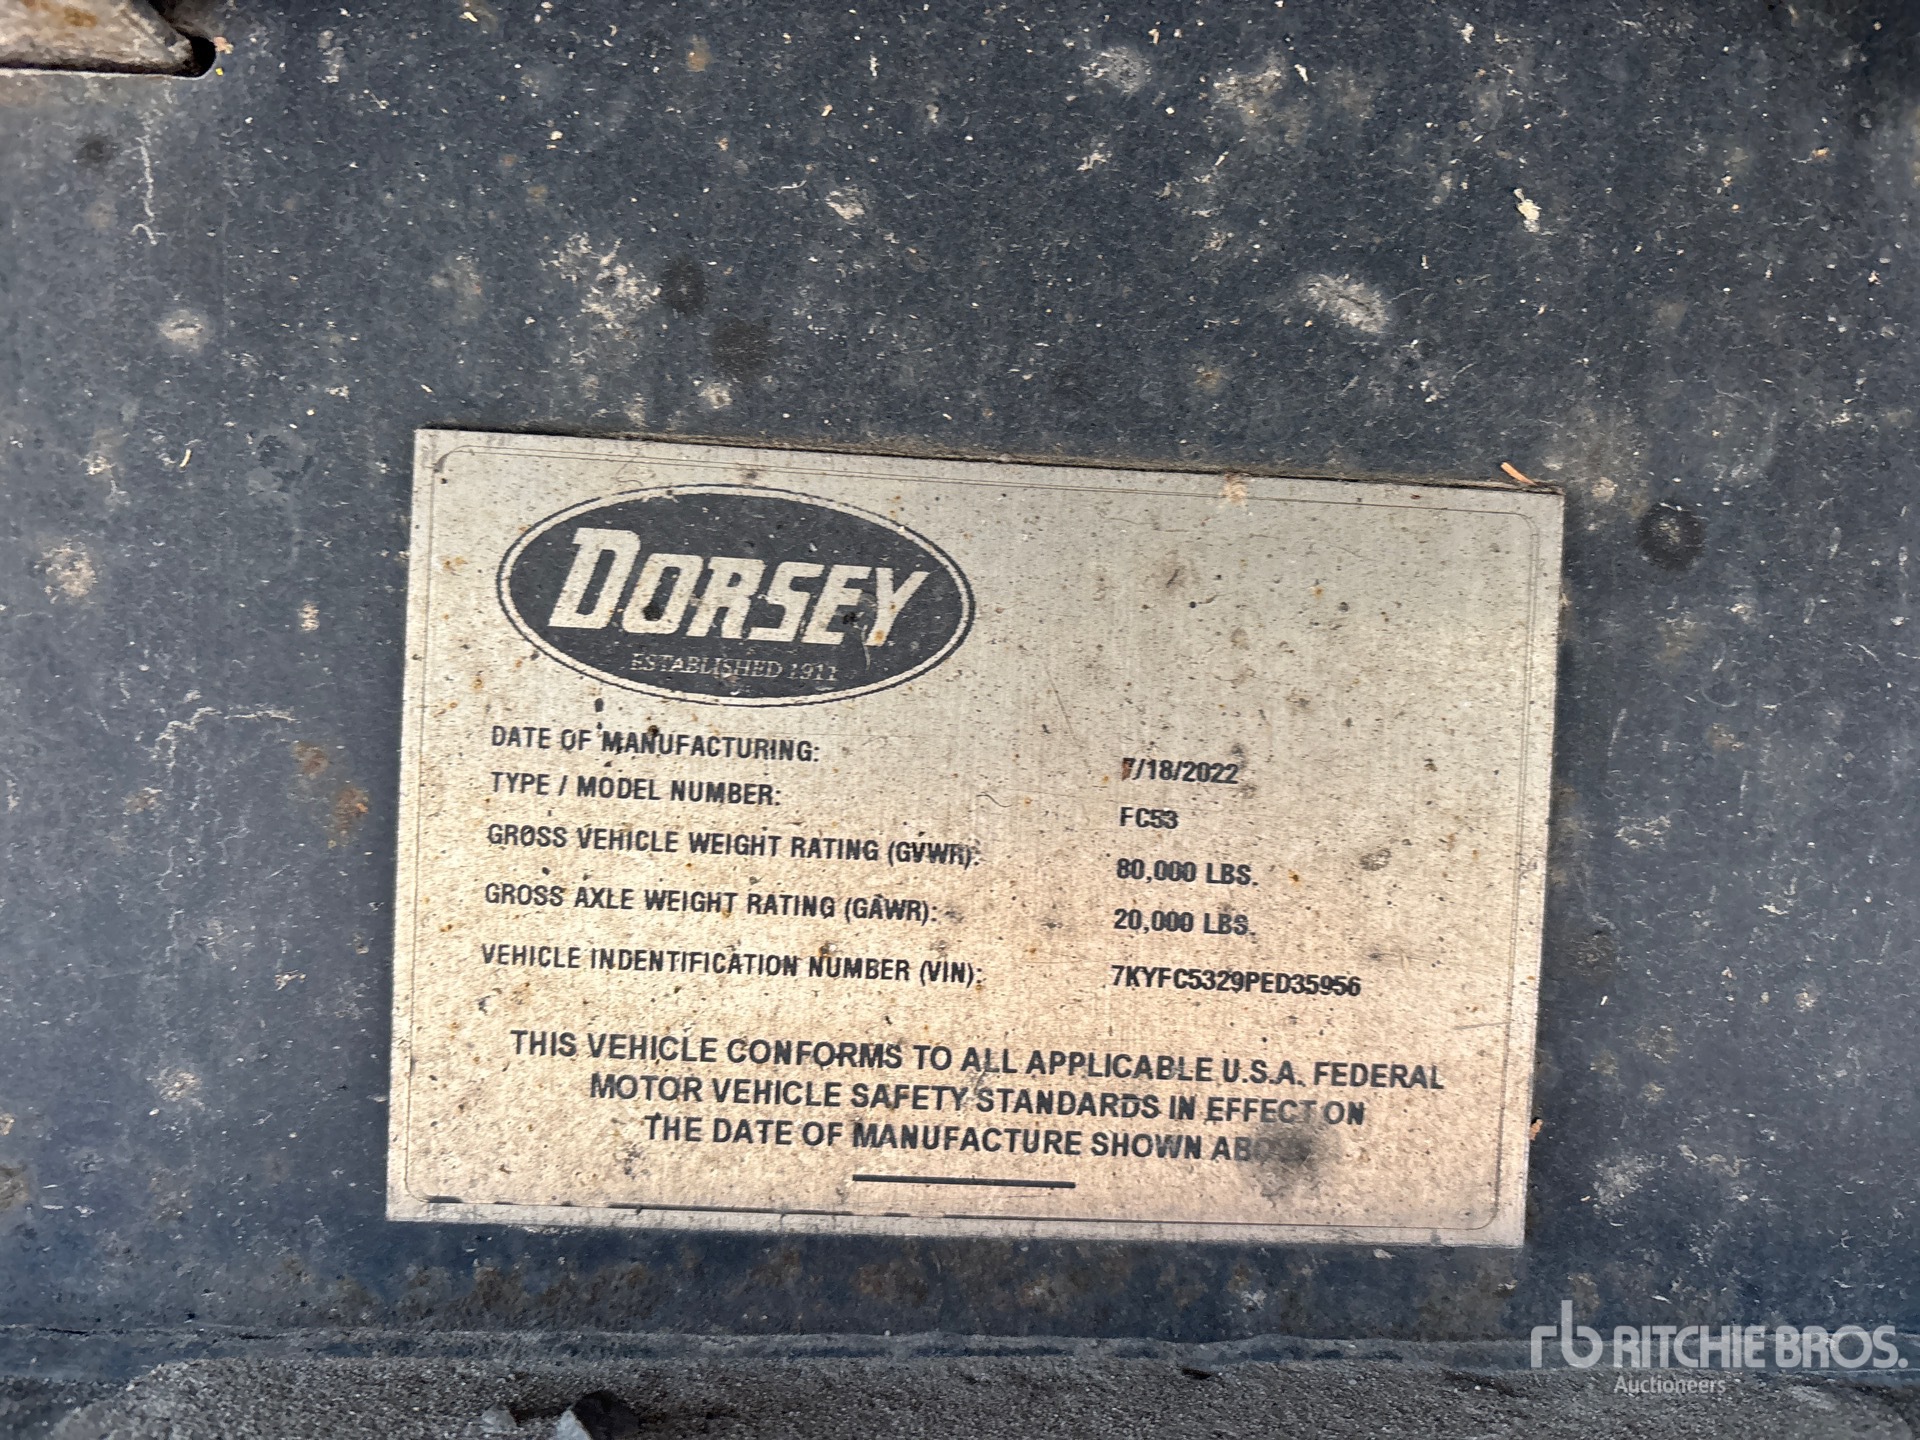 DORSEY
ESTABLISHED 1911
DATE OF MANUFACTURING: 7/18/2022
TYPE / MODEL NUMBER: FC53
GROSS VEHICLE WEIGHT RATING (GVWR): 80,000 LBS.
GROSS AXLE WEIGHT RATING (GAWR): 20,000 LBS.
VEHICLE INDENTIFICATION NUMBER (VIN): 7KYFC5329PED35956
THIS VEHICLE CONFORMS TO ALL APPLICABLE U.S.A. FEDERAL
MOTOR VEHICLE SAFETY STANDARDS IN EFFECT ON
THE DATE OF MANUFACTURE SHOWN
rb RITCHIE BROS.
Auctioneers